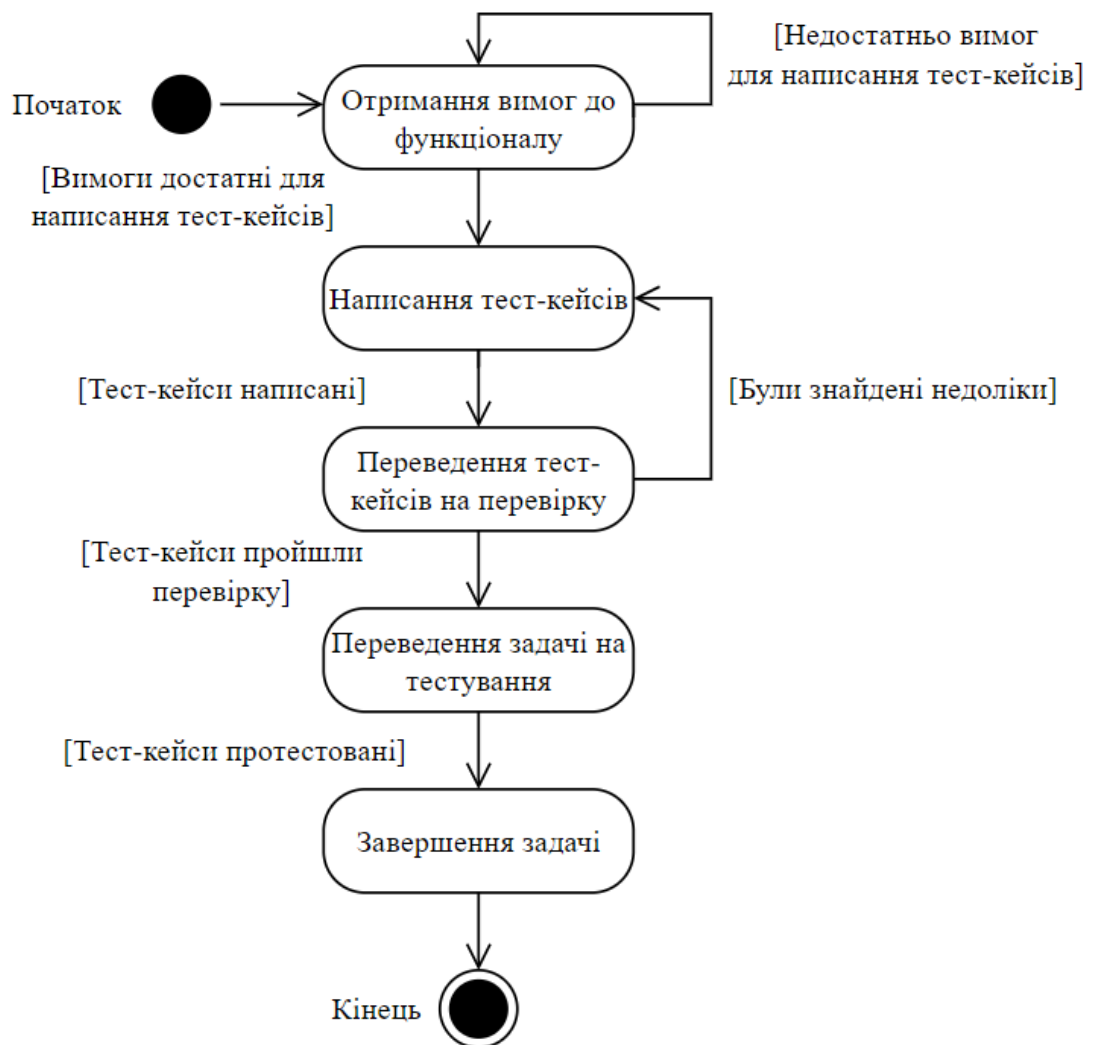 [Недостатньо вимог
для написання тест-кейсів]
Початок
Отримання вимог до
функціоналу
[Вимоги достатні для
написання тест-кейсів]
Написання тест-кейсів
[Тест-кейси написані]
[Були знайдені недоліки]
Переведення тест-
кейсів на перевірку
[Тест-кейси пройшли
перевірку]
Переведення задачі на
тестування
[Тест-кейси протестовані]
Завершення задачі
Кінець